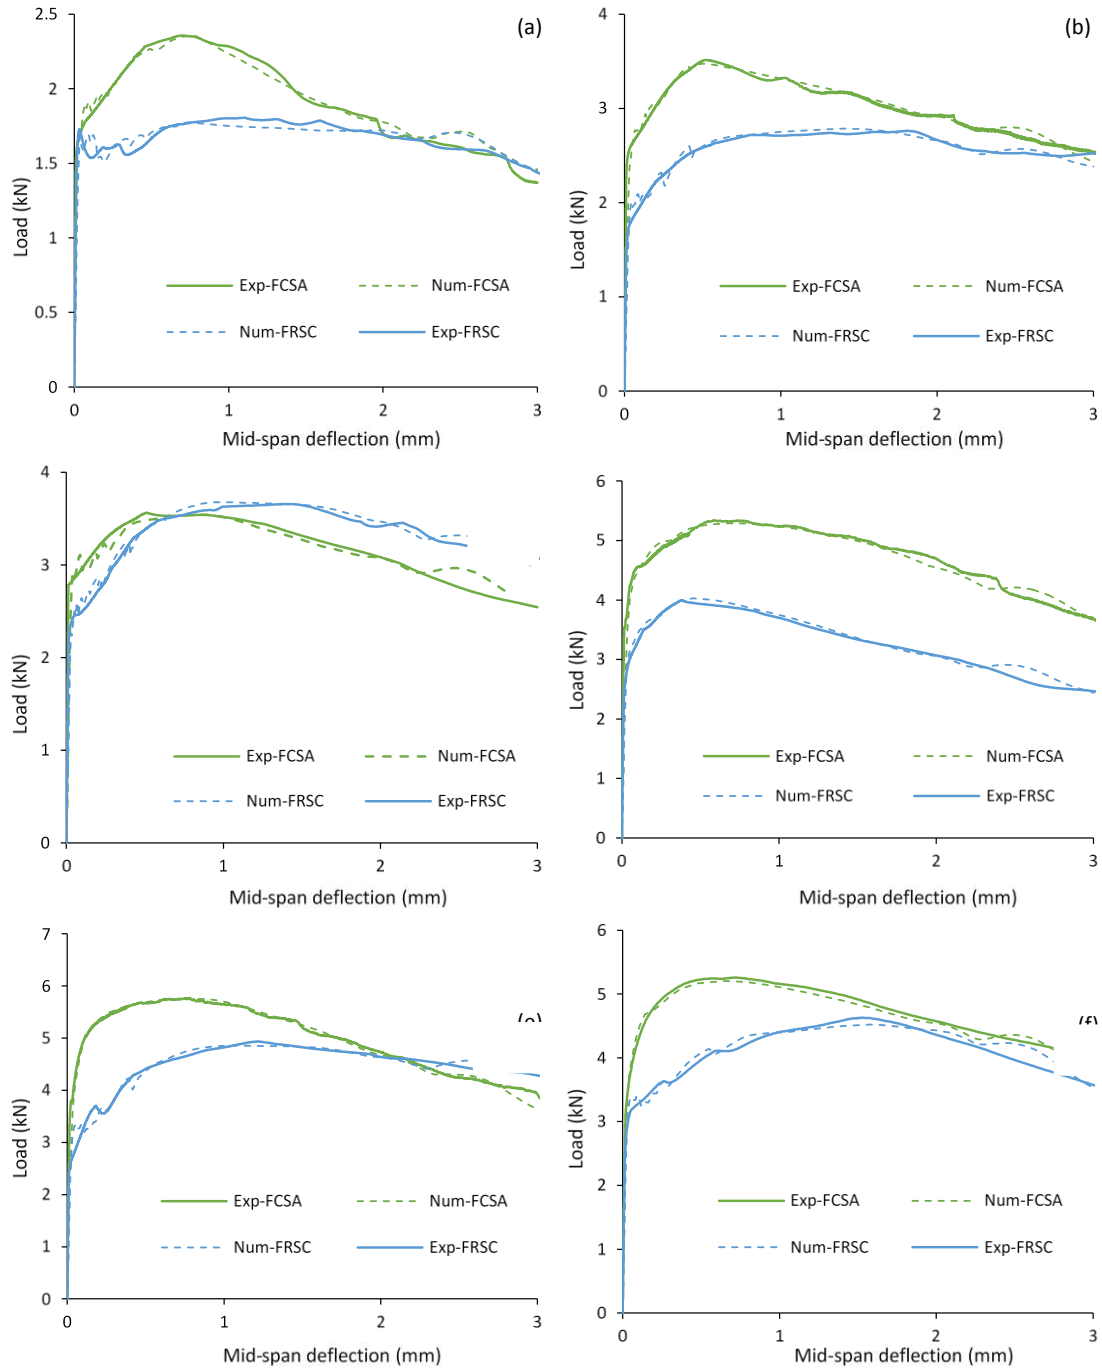 (a)
2.5
2
1.5
1
0.5
0
Load (kN)
Exp-FCSA
Num-FCSA
Num-FRSC
Exp-FRSC
0 1 2 3
Mid-span deflection (mm)
(b)
4
3
2
1
0
Load (kN)
Exp-FCSA
Num-FCSA
Num-FRSC
Exp-FRSC
0 1 2 3
Mid-span deflection (mm)
4
3
2
1
0
Load (kN)
Exp-FCSA
Num-FCSA
Num-FRSC
Exp-FRSC
0 1 2 3
Mid-span deflection (mm)
6
5
4
3
2
1
0
Load (kN)
Exp-FCSA
Num-FCSA
Num-FRSC
Exp-FRSC
0 1 2 3
Mid-span deflection (mm)
7
6
5
4
3
2
1
0
(e)
Load (kN)
Exp-FCSA
Num-FCSA
Num-FRSC
Exp-FRSC
0 1 2 3
Mid-span deflection (mm)
6
5
4
3
2
1
0
(f)
Load (kN)
Exp-FCSA
Num-FCSA
Num-FRSC
Exp-FRSC
0 1 2 3
Mid-span deflection (mm)